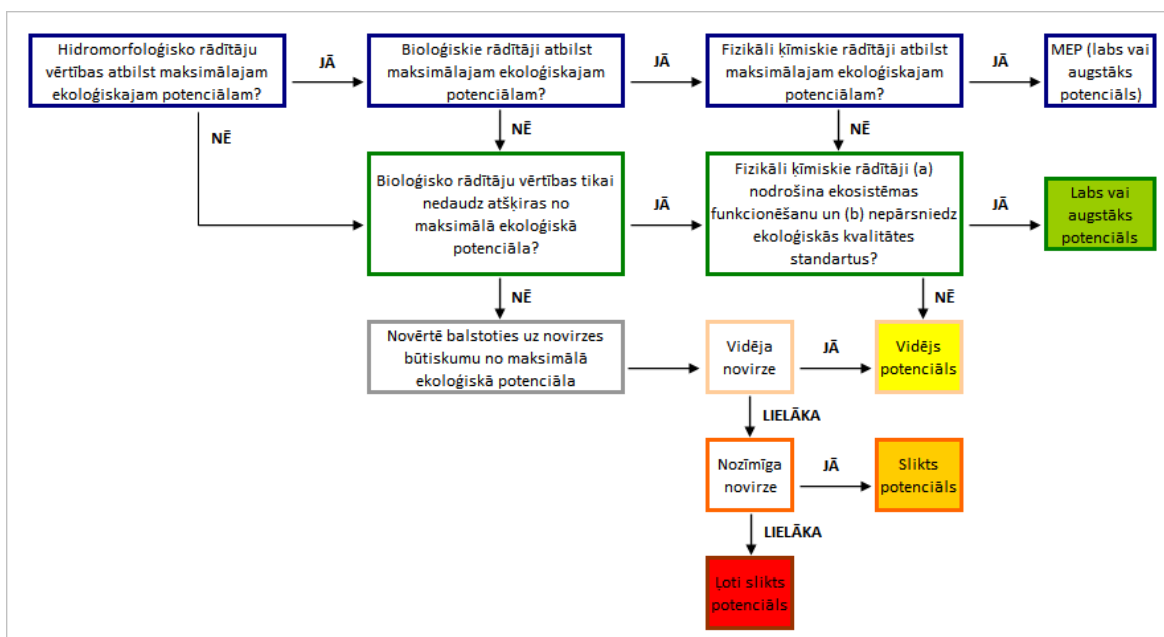 Hidromorfoloģisko rādītāju
vērtības atbilst maksimālajam
ekoloģiskajam potenciālam?
JĀ
Bioloģiskie rādītāji atbilst
maksimālajam ekoloģiskajam
potenciālam?
JĀ
Fizikāli ķīmiskie rādītāji atbilst
maksimālajam ekoloģiskajam
potenciālam?
JĀ
MEP (labs vai
augstāks
potenciāls)
NĒ
NĒ
NĒ
Bioloģisko rādītāju vērtības tikai
nedaudz atšķiras no
maksimālā ekoloģiskā
potenciāla?
JĀ
Fizikāli ķīmiskie rādītāji (a)
nodrošina ekosistēmas
funkcionēšanu un (b) nepārsniedz
ekoloģiskās kvalitātes
standartus?
JĀ
Labs vai
augstāks
potenciāls
NĒ
NĒ
Novērtē balstoties uz novirzes
būtiskumu no maksimālā
ekoloģiskā potenciāla
Vidēja
novirze
JĀ
Vidējs
potenciāls
LIELĀKA
Nozīmīga
novirze
JĀ
Slikts
potenciāls
LIELĀKA
Ļoti slikts
potenciāls